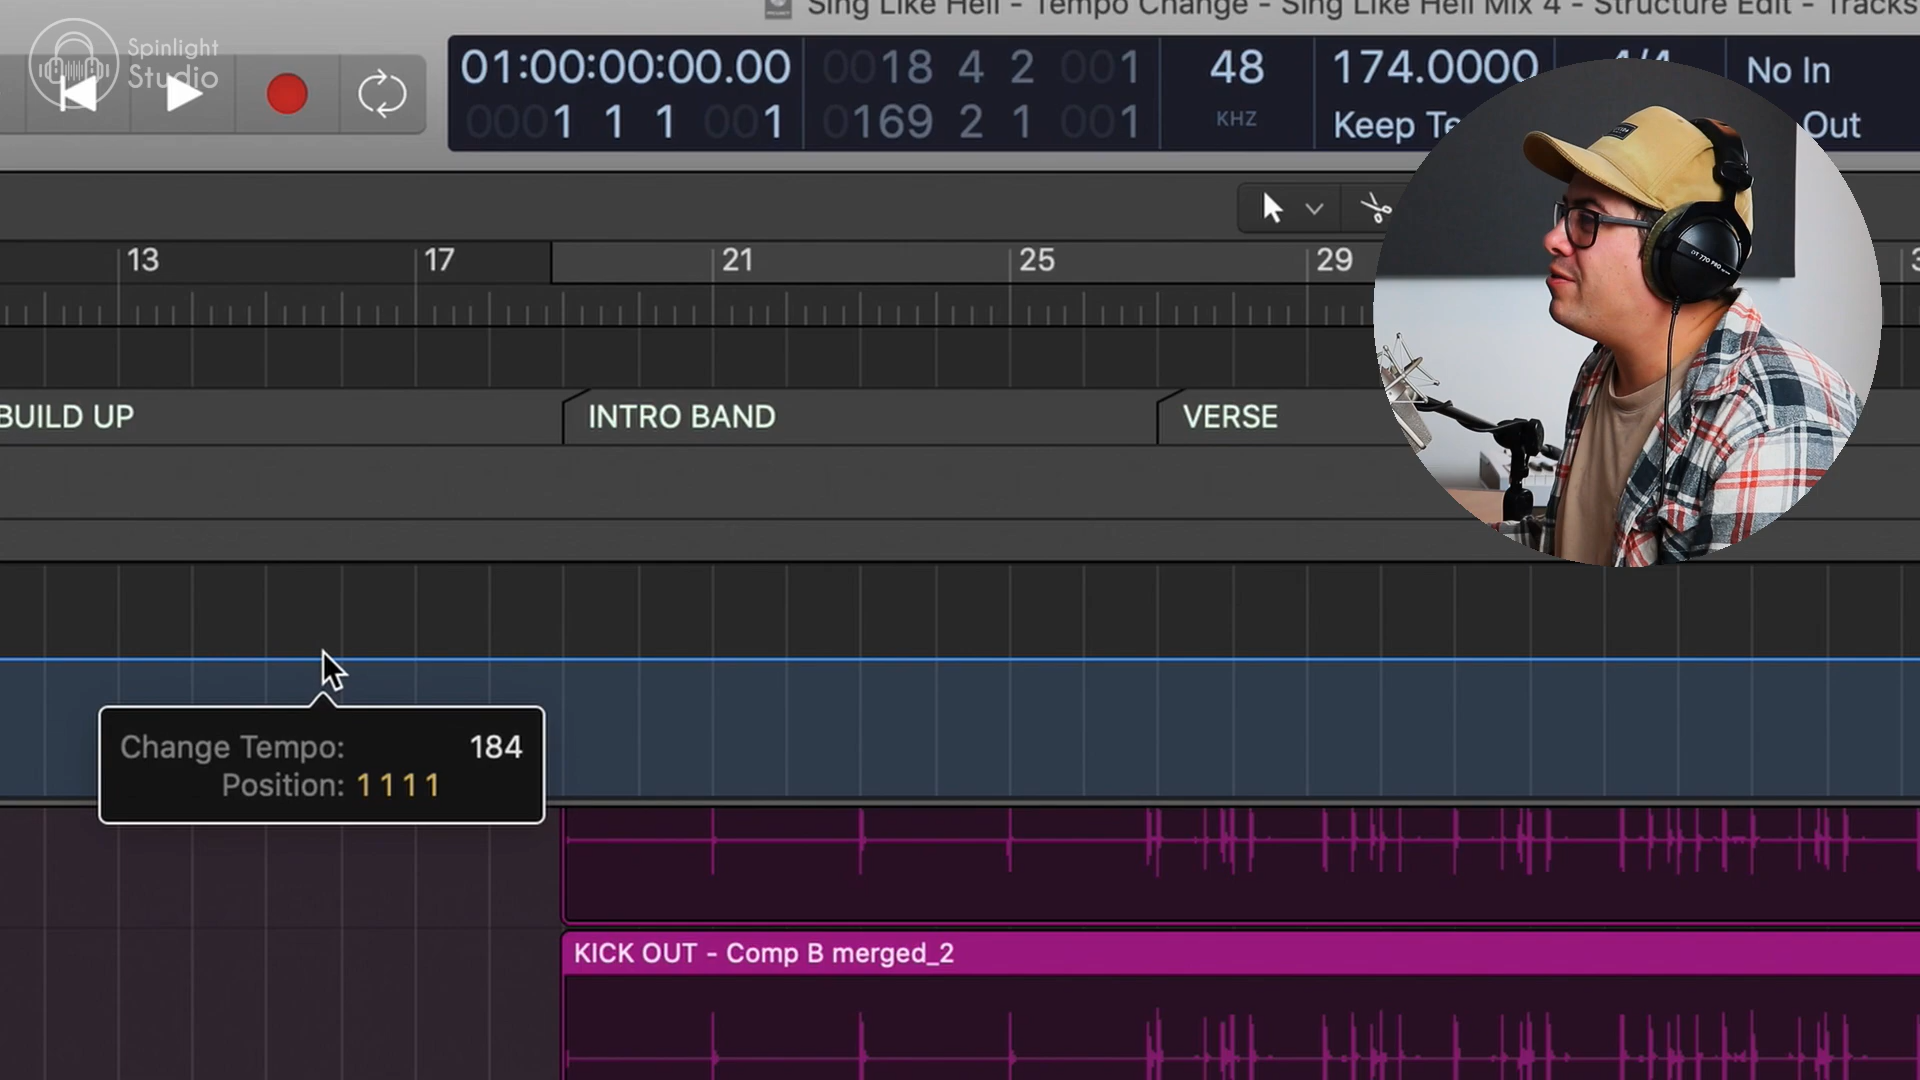 Sing Like Hell - Tempo Change - Sing Like Hell Mix 4 - Structure Edit - Tracks
Spinlight
Studio
01:00:00:00.00
0018 4 2 001
48
174.0000
4/4
No In
0001 1 1 001
0169 2 1 001
KHZ
Keep Te
Out
13
17
21
25
29
BUILD UP
INTRO BAND
VERSE
Change Tempo: 184
Position: 1 1 1 1
KICK OUT - Comp B merged_2